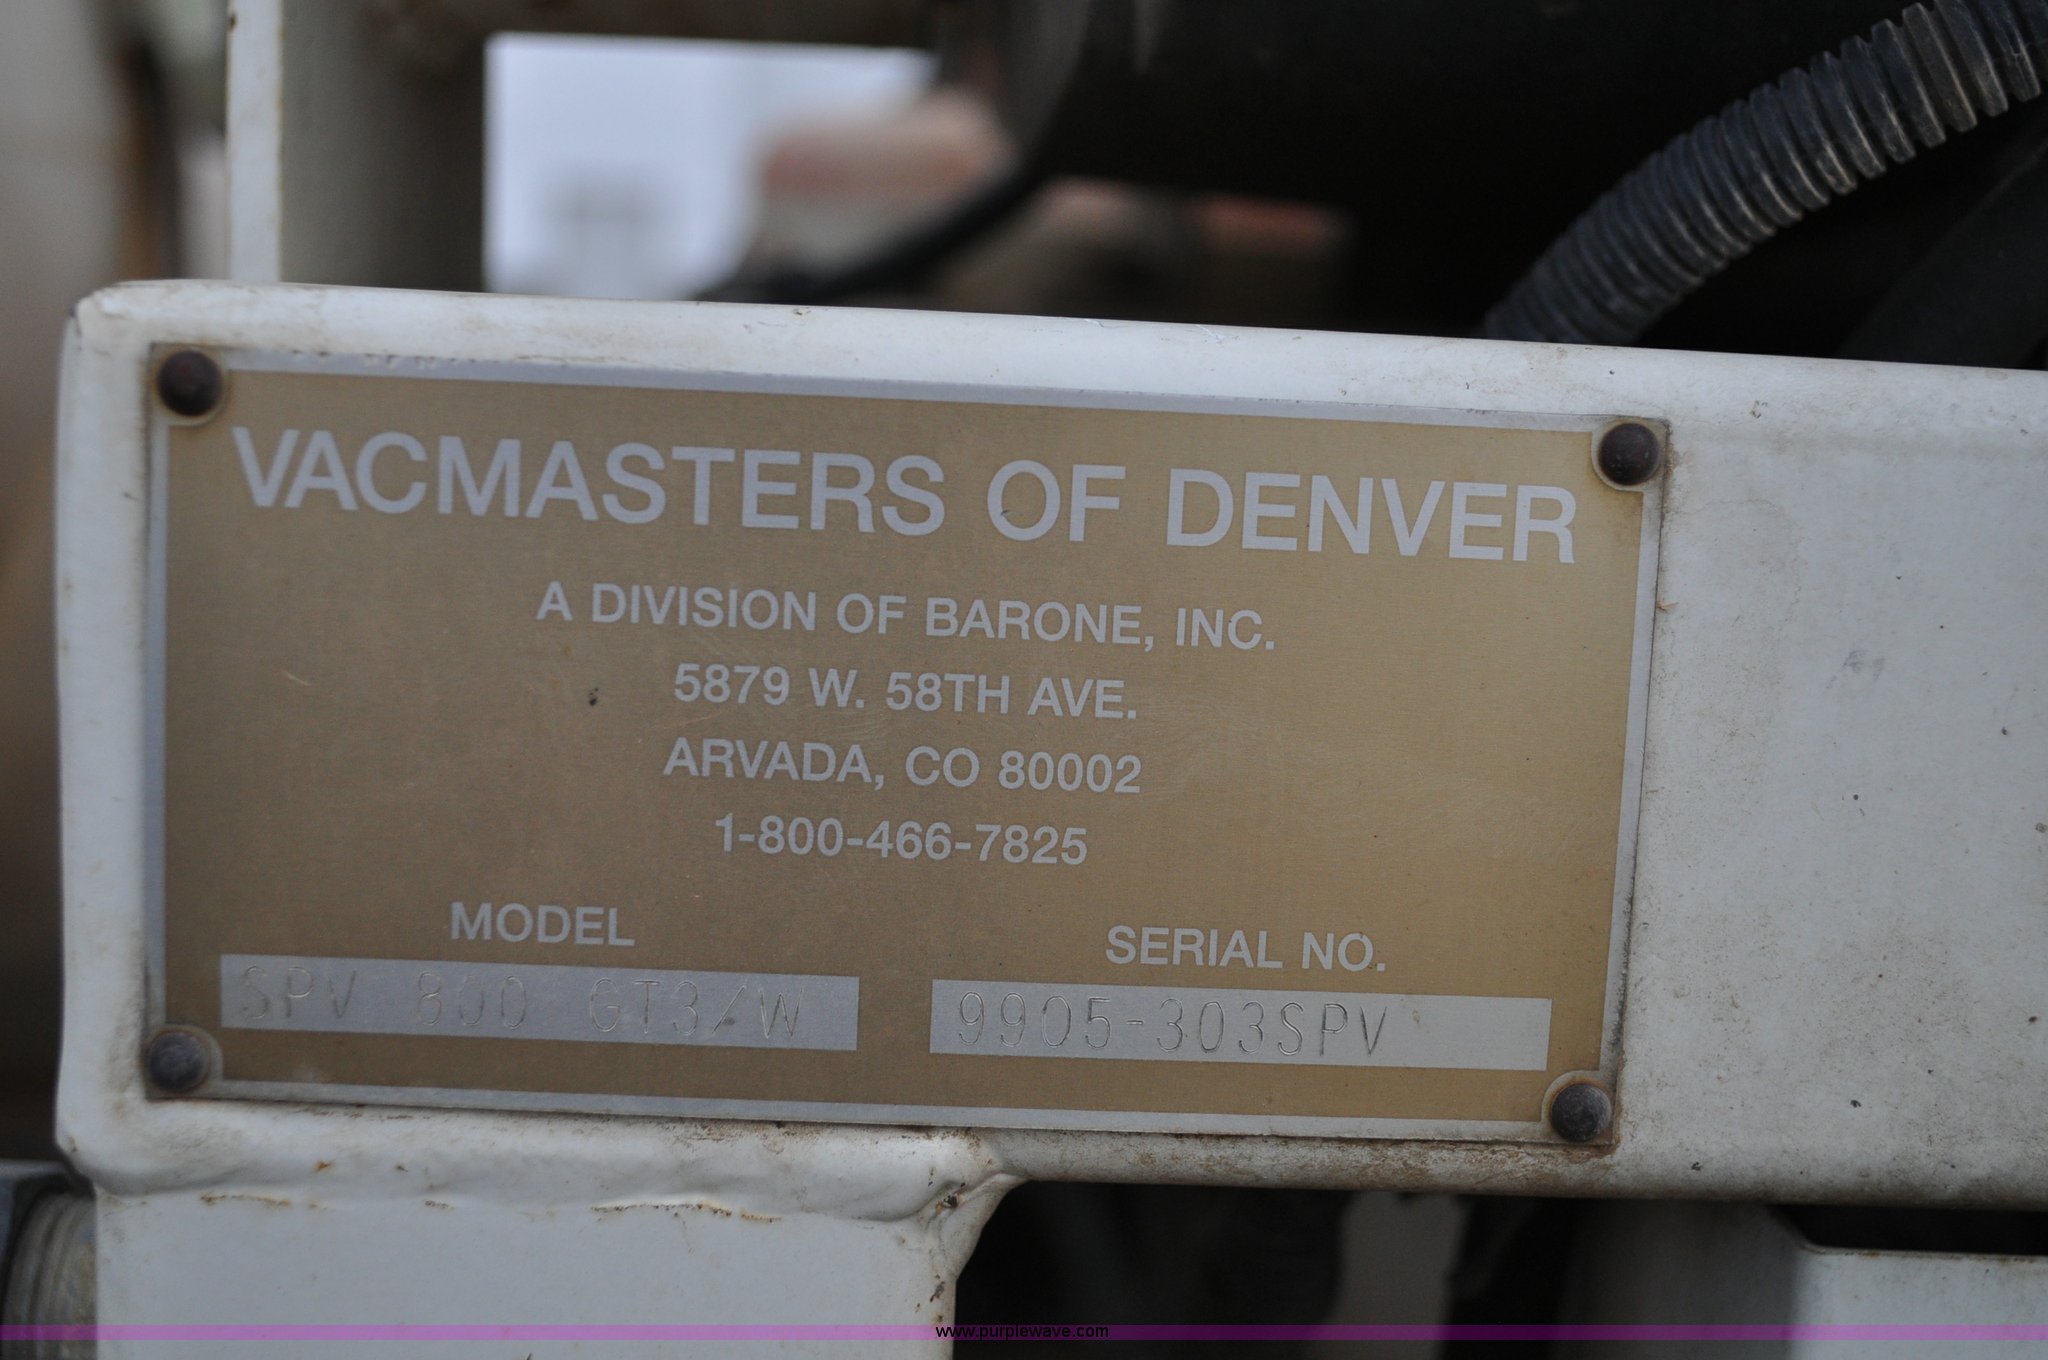 VACMASTERS OF DENVER
A DIVISION OF BARONE, INC.
5879 W. 58TH AVE.
ARVADA, CO 80002
1-800-466-7825
MODEL
SPV 800 GT3/W
SERIAL NO.
9905-303SPV
www.purplewave.com